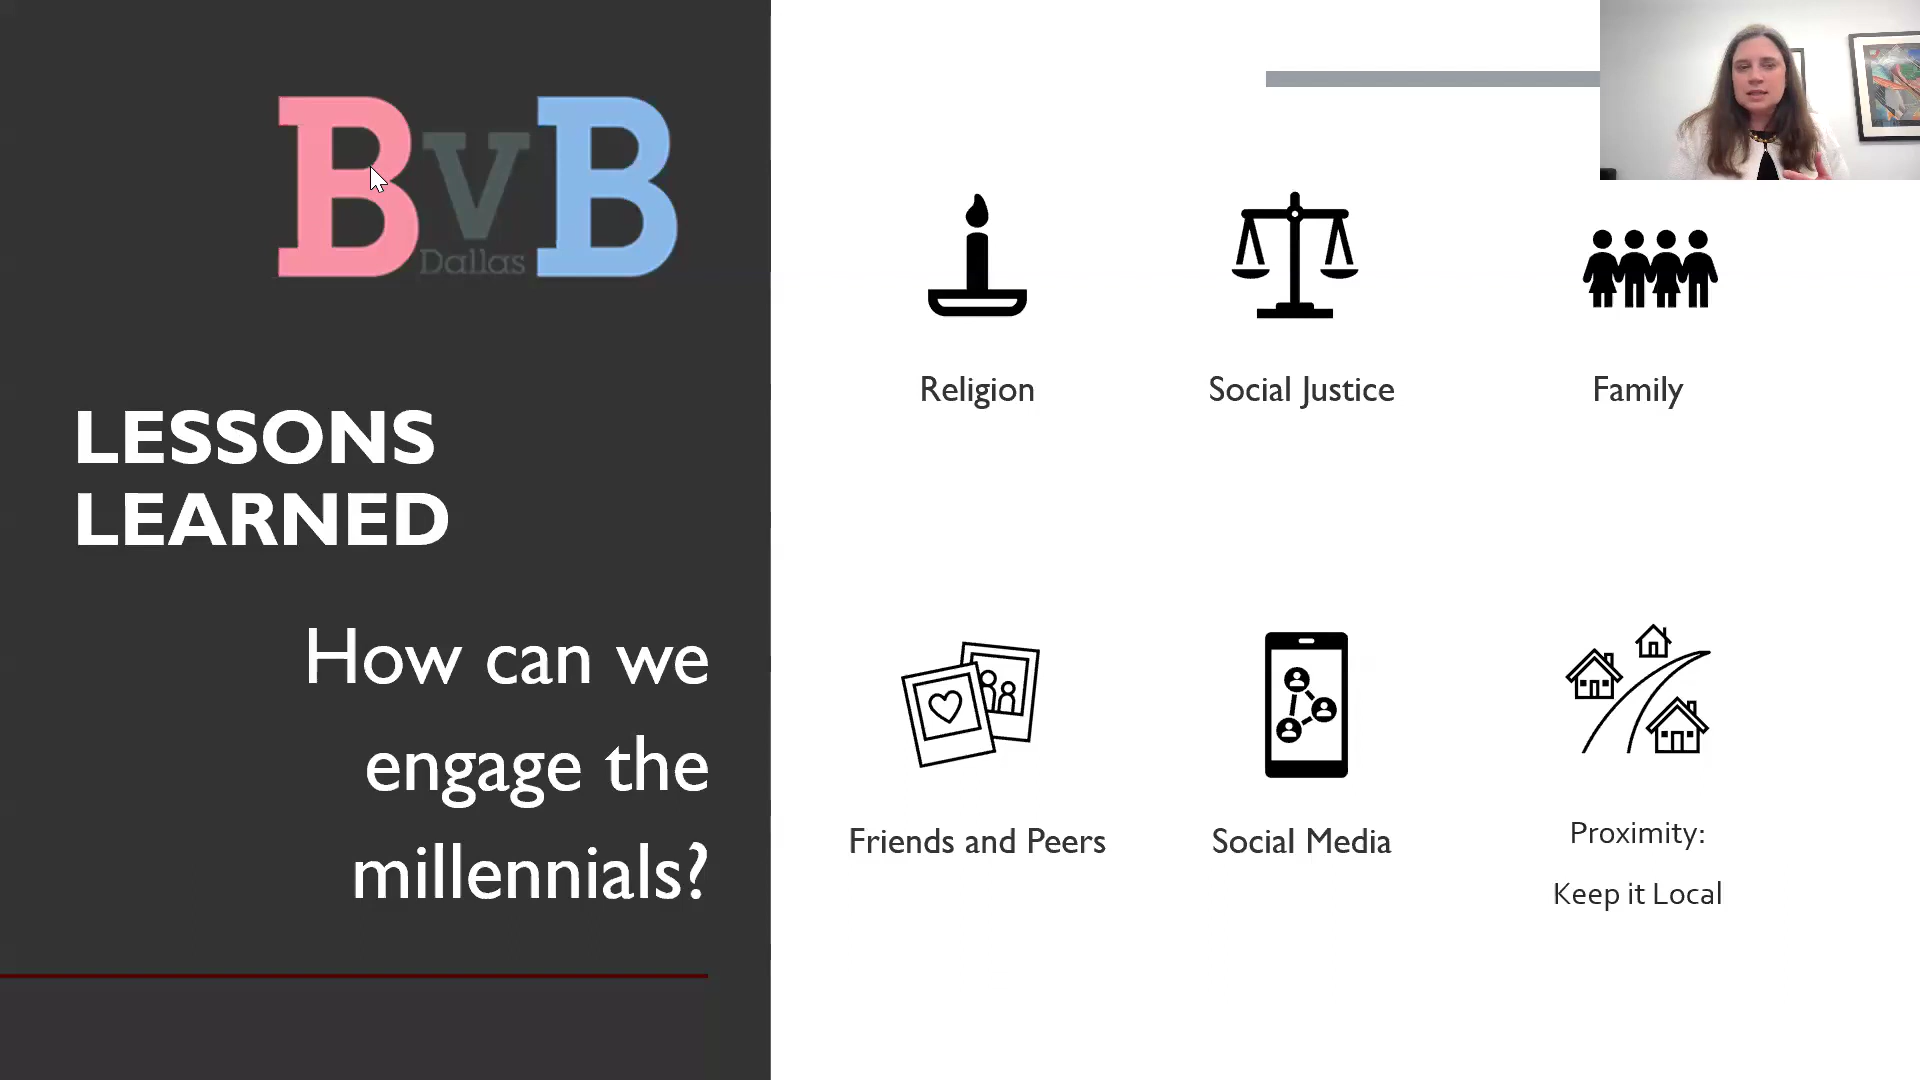 BvB
Dallas
LESSONS
LEARNED
How can we
engage the
millennials?
Religion
Social Justice
Family
Friends and Peers
Social Media
Proximity:
Keep it Local